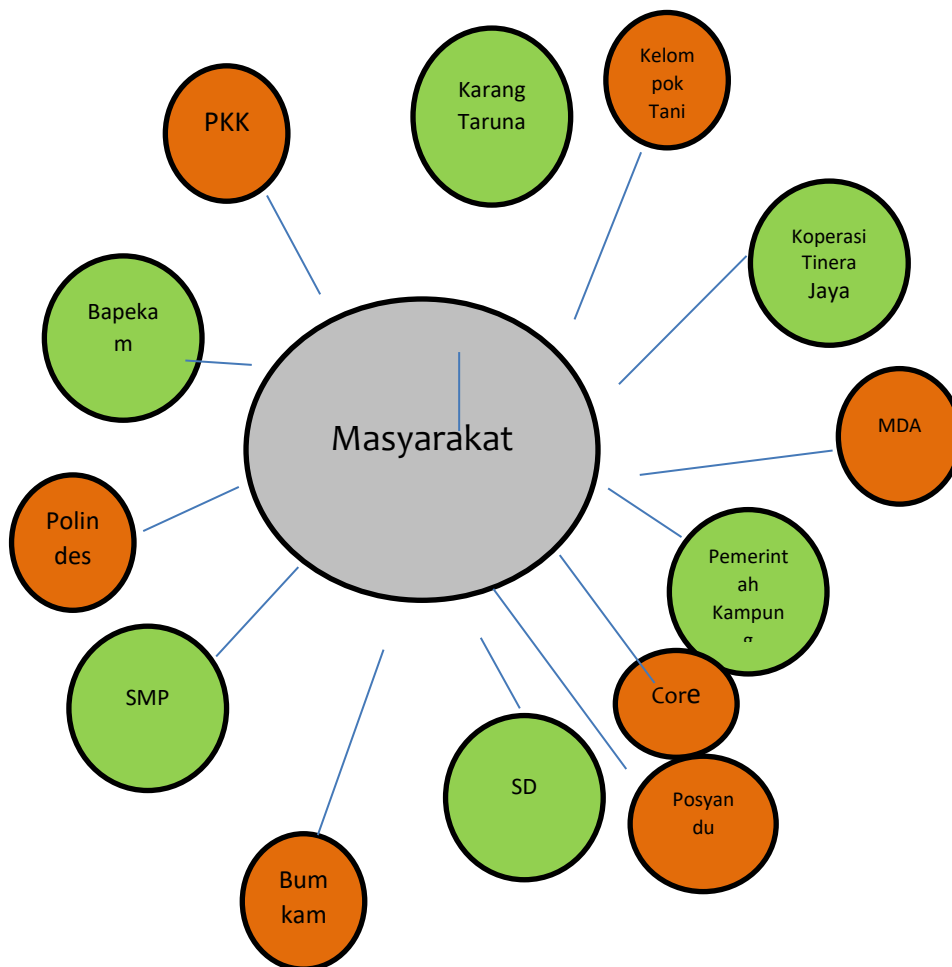 Karang
Taruna
Kelom
pok
Tani
PKK
Koperasi
Tinera
Jaya
Bapeka
m
Masyarakat
MDA
Polin
des
Pemerint
ah
Kampun
g
SMP
Core
SD
Posyan
du
Bum
kam